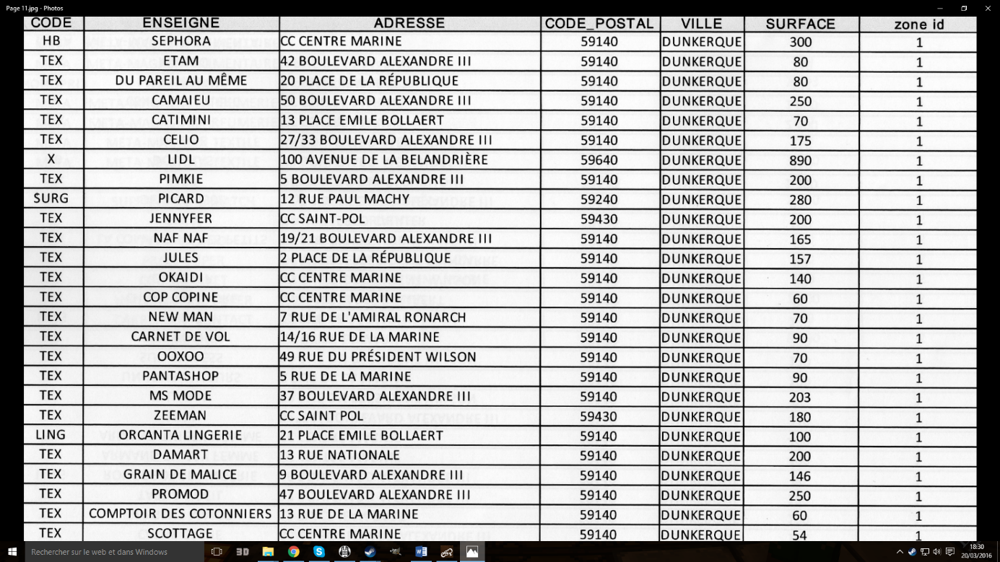 Page 11.jpg - Photos
CODE ENSEIGNE ADRESSE CODE_POSTAL VILLE SURFACE zone id
HB SEPHORA CC CENTRE MARINE 59140 DUNKERQUE 300 1
TEX ETAM 42 BOULEVARD ALEXANDRE III 59140 DUNKERQUE 80 1
TEX DU PAREIL AU MÊME 20 PLACE DE LA RÉPUBLIQUE 59140 DUNKERQUE 80 1
TEX CAMAIEU 50 BOULEVARD ALEXANDRE III 59140 DUNKERQUE 250 1
TEX CATIMINI 13 PLACE EMILE BOLLAERT 59140 DUNKERQUE 70 1
TEX CELIO 27/33 BOULEVARD ALEXANDRE III 59140 DUNKERQUE 175 1
X LIDL 100 AVENUE DE LA BELANDRIÈRE 59640 DUNKERQUE 890 1
TEX PIMKIE 5 BOULEVARD ALEXANDRE III 59140 DUNKERQUE 200 1
SURG PICARD 12 RUE PAUL MACHY 59240 DUNKERQUE 280 1
TEX JENNYFER CC SAINT-POL 59430 DUNKERQUE 200 1
TEX NAF NAF 19/21 BOULEVARD ALEXANDRE III 59140 DUNKERQUE 165 1
TEX JULES 2 PLACE DE LA RÉPUBLIQUE 59140 DUNKERQUE 157 1
TEX OKAIDI CC CENTRE MARINE 59140 DUNKERQUE 140 1
TEX COP COPINE CC CENTRE MARINE 59140 DUNKERQUE 60 1
TEX NEW MAN 7 RUE DE L'AMIRAL RONARCH 59140 DUNKERQUE 70 1
TEX CARNET DE VOL 14/16 RUE DE LA MARINE 59140 DUNKERQUE 90 1
TEX OOXOO 49 RUE DU PRÉSIDENT WILSON 59140 DUNKERQUE 70 1
TEX PANTASHOP 5 RUE DE LA MARINE 59140 DUNKERQUE 90 1
TEX MS MODE 37 BOULEVARD ALEXANDRE III 59140 DUNKERQUE 203 1
TEX ZEEMAN CC SAINT POL 59430 DUNKERQUE 180 1
LING ORCANTA LINGERIE 21 PLACE EMILE BOLLAERT 59140 DUNKERQUE 100 1
TEX DAMART 13 RUE NATIONALE 59140 DUNKERQUE 200 1
TEX GRAIN DE MALICE 9 BOULEVARD ALEXANDRE III 59140 DUNKERQUE 146 1
TEX PROMOD 47 BOULEVARD ALEXANDRE III 59140 DUNKERQUE 250 1
TEX COMPTOIR DES COTONNIERS 13 RUE DE LA MARINE 59140 DUNKERQUE 60 1
TEX SCOTTAGE CC CENTRE MARINE 59140 DUNKERQUE 54 1
Rechercher sur le web et dans Windows
18:30
20/03/2016